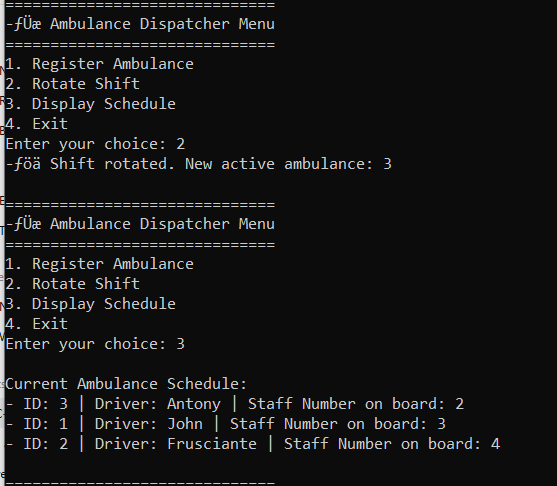 ==============================
-ƒÜæ Ambulance Dispatcher Menu
==============================
1. Register Ambulance
2. Rotate Shift
3. Display Schedule
4. Exit
Enter your choice: 2
-ƒöä Shift rotated. New active ambulance: 3
==============================
-ƒÜæ Ambulance Dispatcher Menu
==============================
1. Register Ambulance
2. Rotate Shift
3. Display Schedule
4. Exit
Enter your choice: 3
Current Ambulance Schedule:
- ID: 3 | Driver: Antony | Staff Number on board: 2
- ID: 1 | Driver: John | Staff Number on board: 3
- ID: 2 | Driver: Frusciante | Staff Number on board: 4
==============================